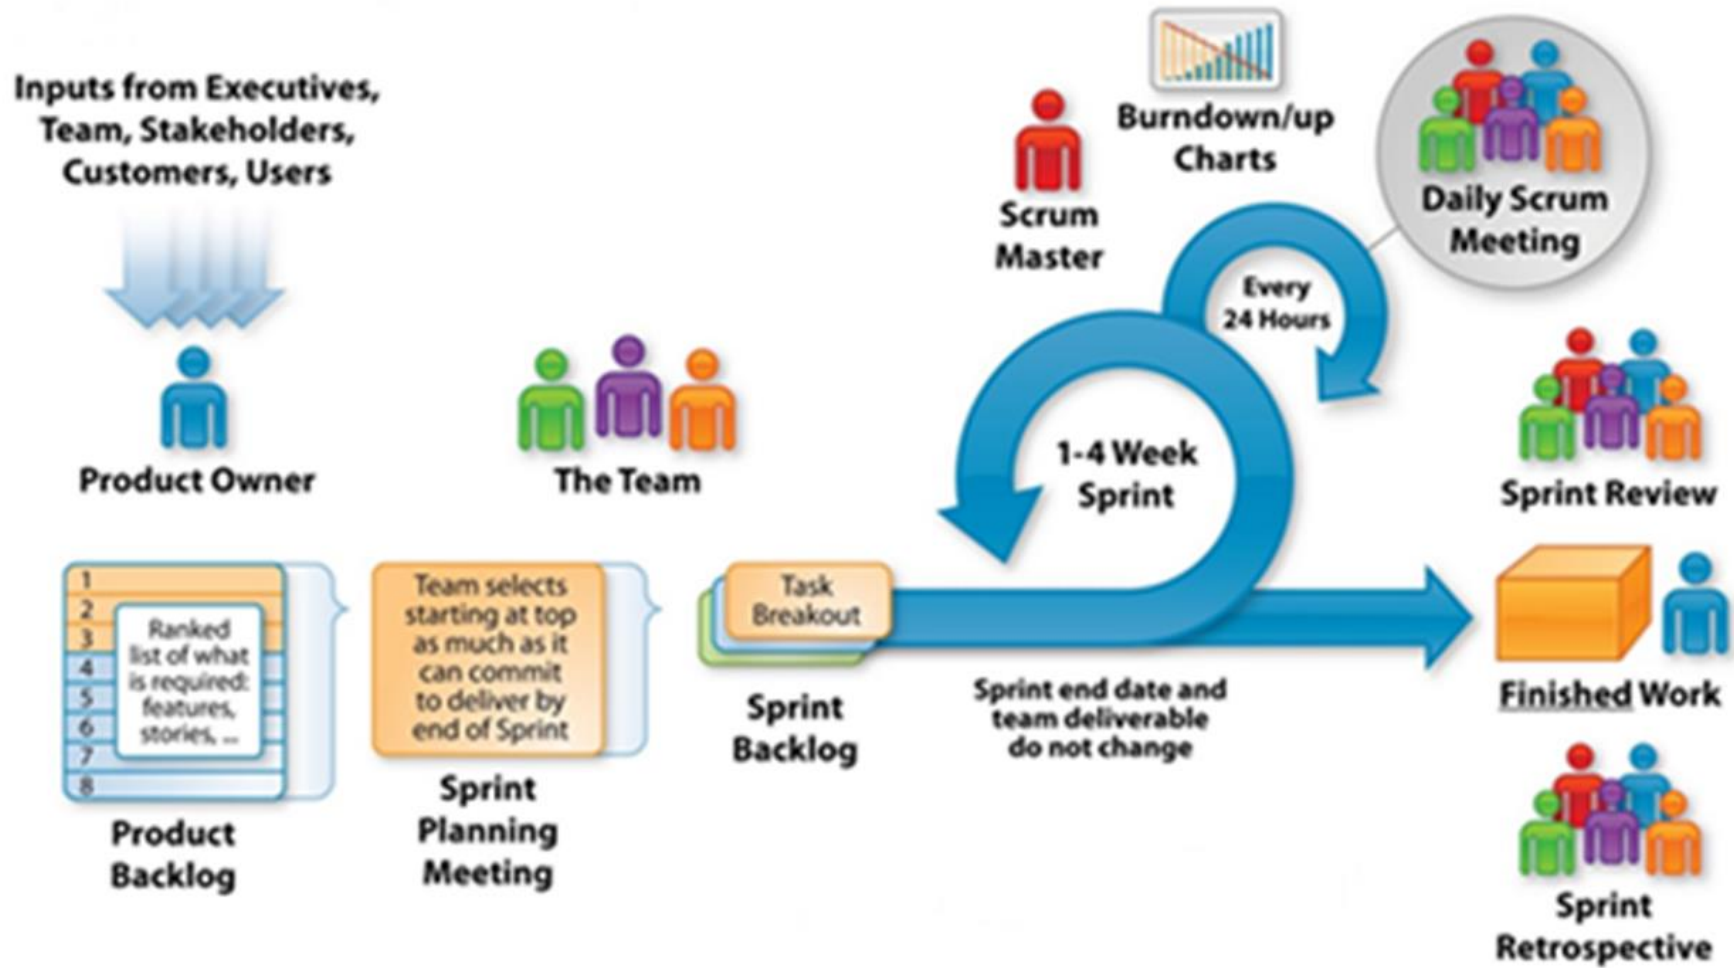 Inputs from Executives,
Team, Stakeholders,
Customers, Users
Product Owner
The Team
Scrum
Master
Burndown/up
Charts
Daily Scrum
Meeting
Every
24 Hours
1-4 Week
Sprint
Sprint Review
1
2
3
4
5
6
7
8
Ranked
list of what
is required:
features,
stories, ...
Product
Backlog
Team selects
starting at top
as much as it
can commit
to deliver by
end of Sprint
Sprint
Planning
Meeting
Task
Breakout
Sprint
Backlog
Sprint end date and
team deliverable
do not change
Finished Work
Sprint
Retrospective